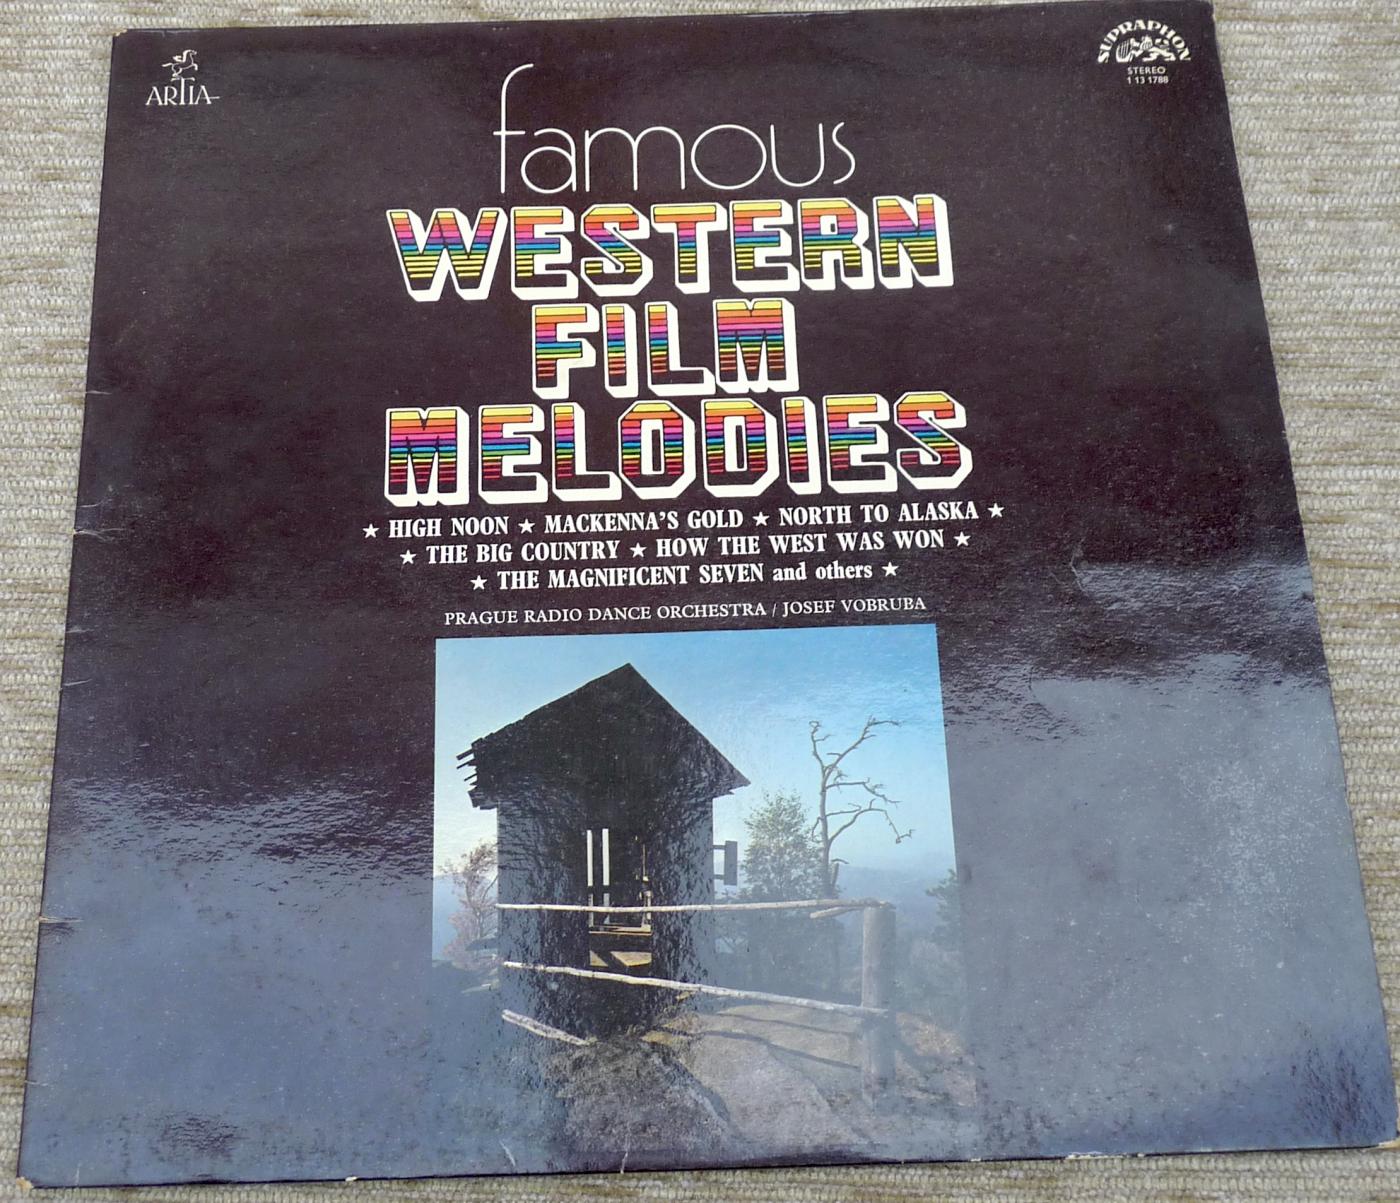 ARTIA
SUPRAPHON
STEREO
1 13 1788
famous
WESTERN
FILM
MELODIES
★ HIGH NOON ★ MACKENNA'S GOLD ★ NORTH TO ALASKA ★
★ THE BIG COUNTRY ★ HOW THE WEST WAS WON ★
★ THE MAGNIFICENT SEVEN and others ★
PRAGUE RADIO DANCE ORCHESTRA / JOSEF VOBRUBA